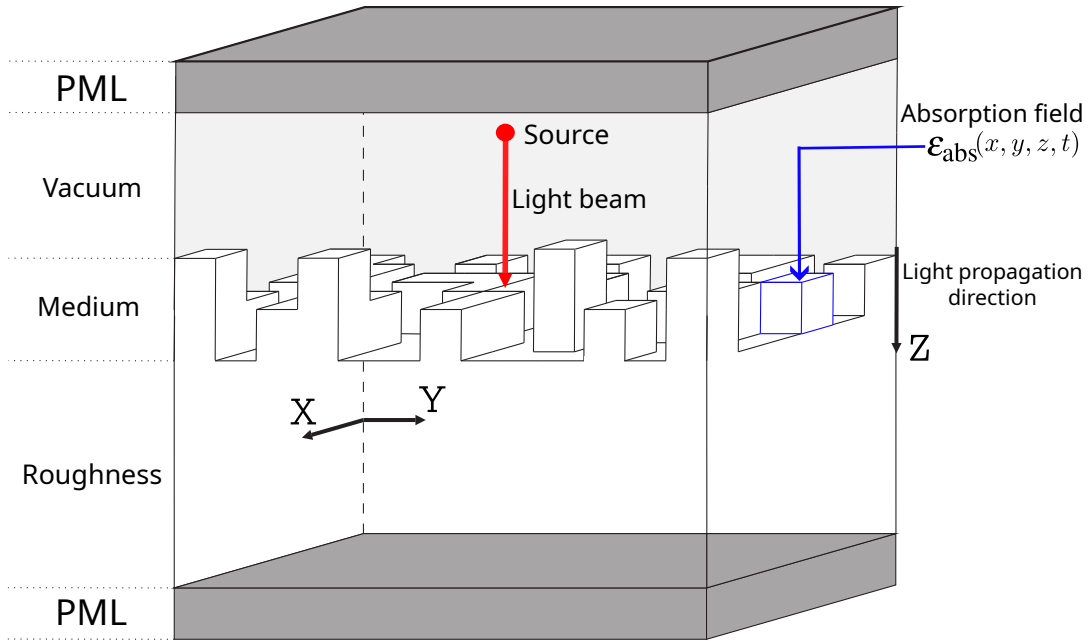 PML
Source
Absorption field
εabs(x, y, z, t)
Vacuum
Light beam
Light propagation
direction
Medium
Z
X
Y
Roughness
PML